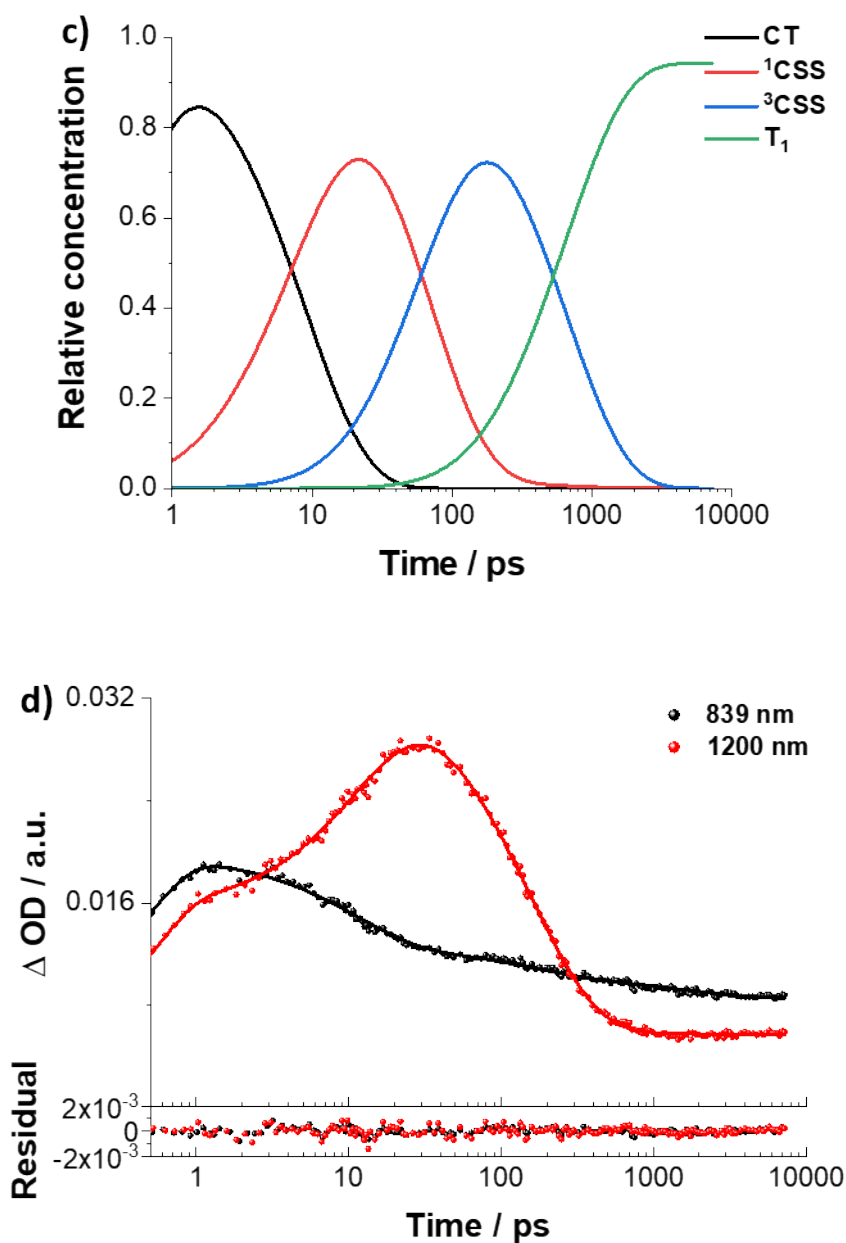 c)
CT
¹CSS
³CSS
T₁
Relative concentration
1.0
0.8
0.6
0.4
0.2
0.0
1
10
100
1000
10000
Time / ps
d)
839 nm
1200 nm
Δ OD / a.u.
0.032
0.016
Residual
2x10⁻³
0
-2x10⁻³
1
10
100
1000
10000
Time / ps